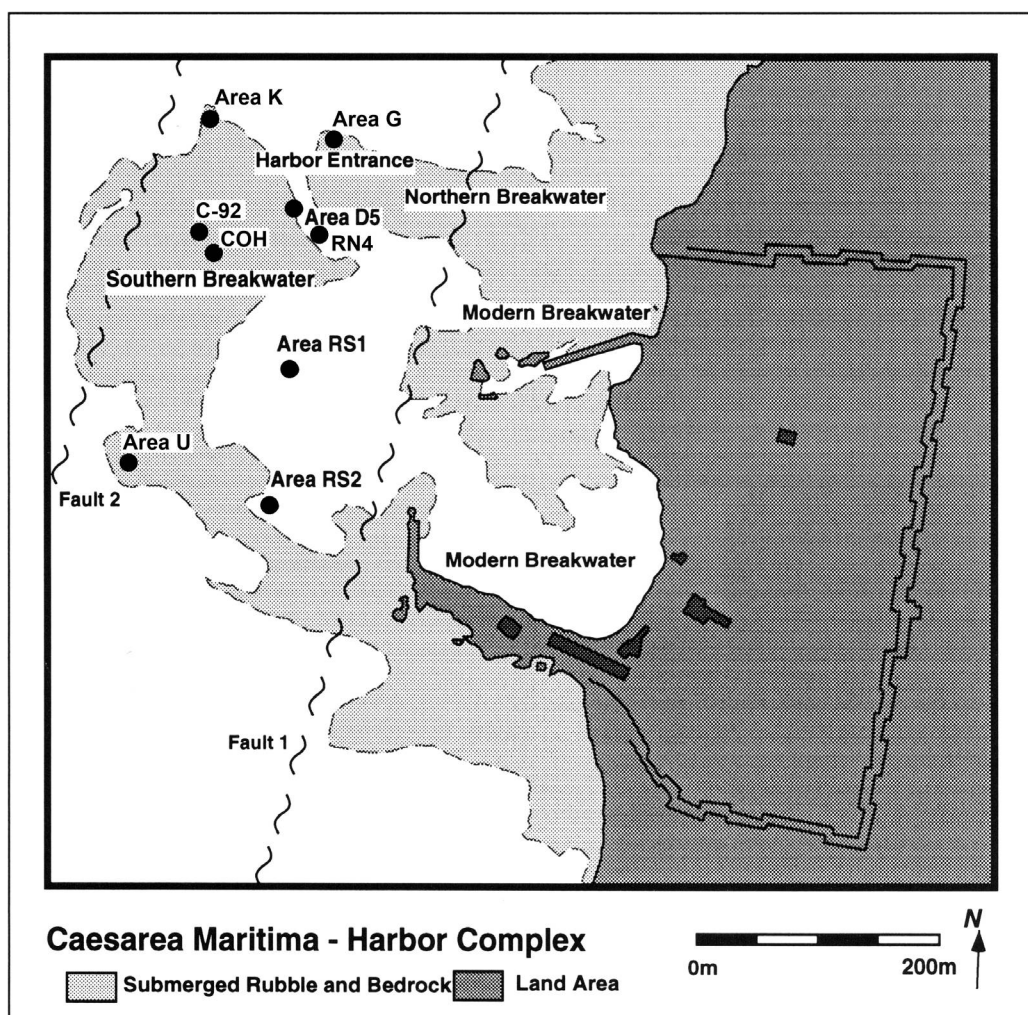 Area K
Area G
Harbor Entrance
Northern Breakwater
C-92
Area D5
COH
RN4
Southern Breakwater
Modern Breakwater
Area RS1
Area U
Area RS2
Fault 2
Modern Breakwater
Fault 1
Caesarea Maritima - Harbor Complex
N
0m 200m
Submerged Rubble and Bedrock Land Area